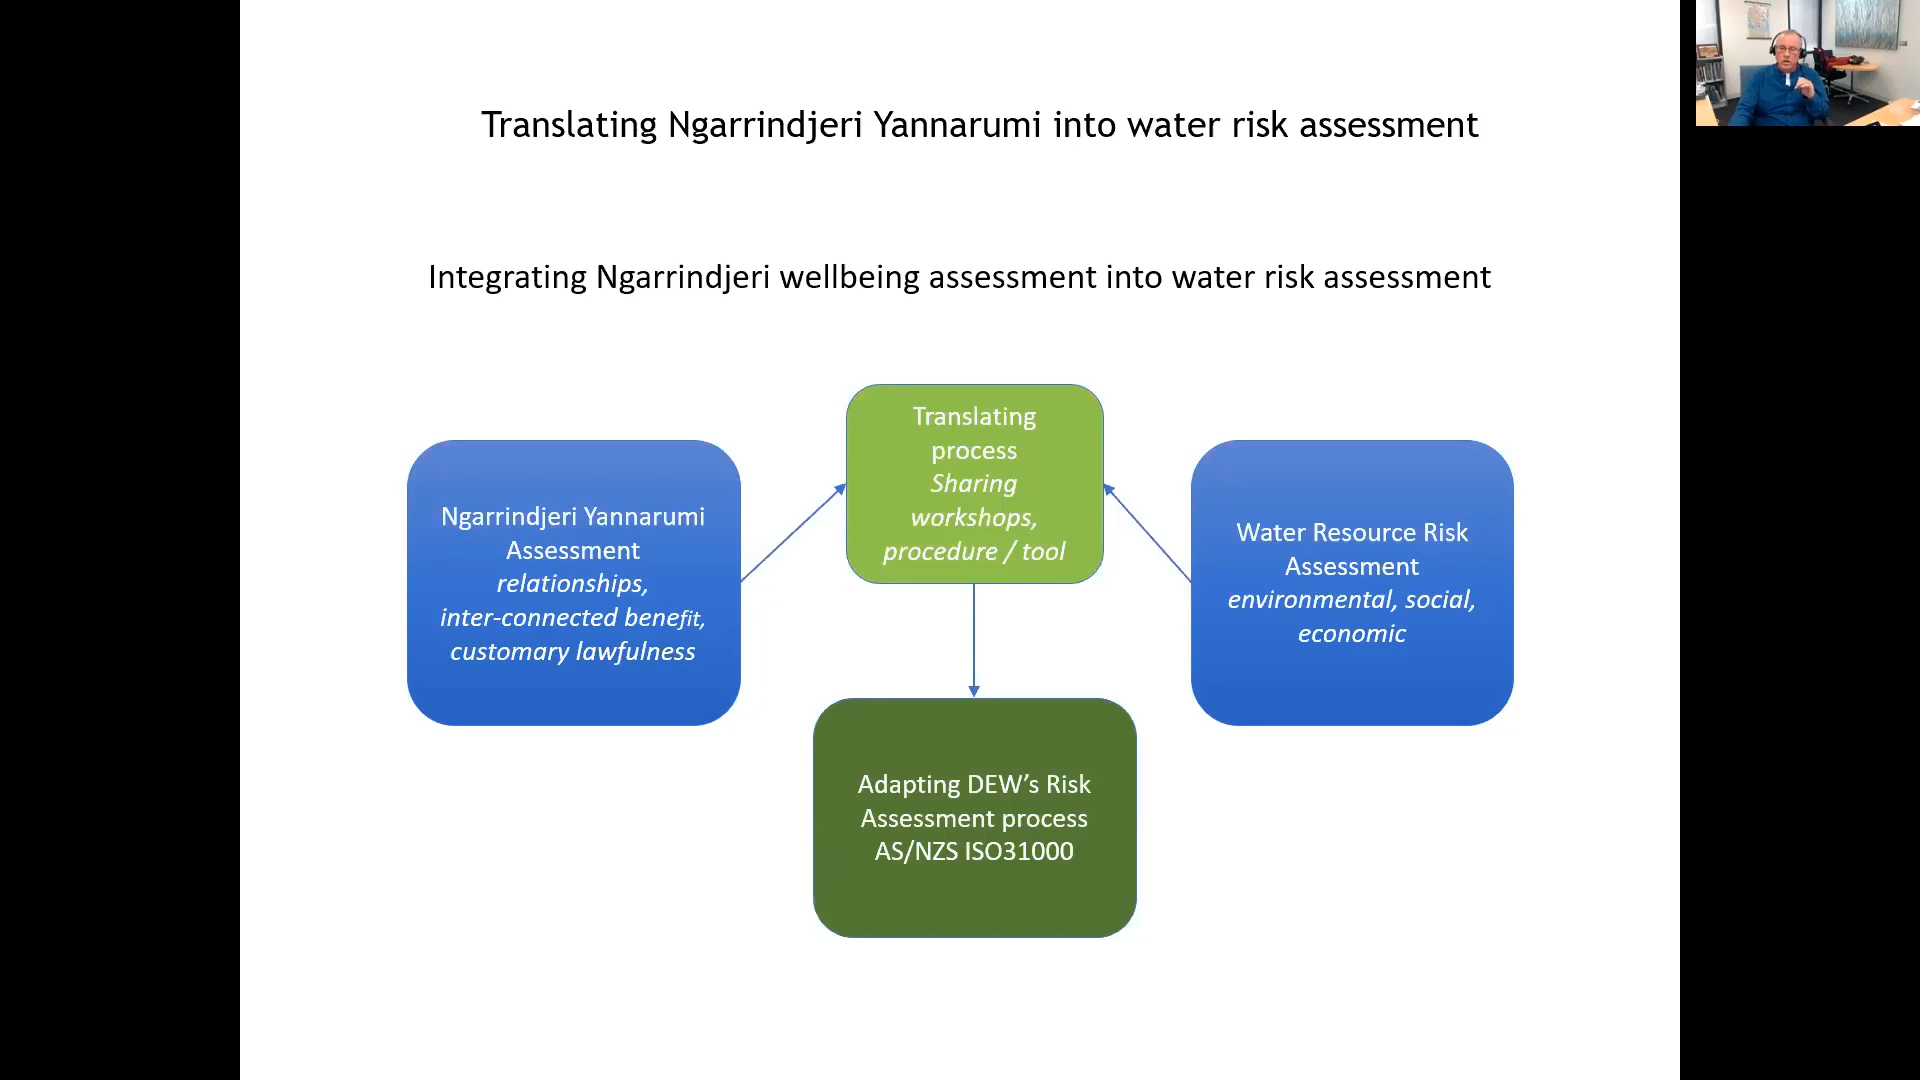 Translating Ngarrindjeri Yannarumi into water risk assessment
Integrating Ngarrindjeri wellbeing assessment into water risk assessment
Translating
process
Sharing
workshops,
procedure / tool
Ngarrindjeri Yannarumi
Assessment
relationships,
inter-connected benefit,
customary lawfulness
Water Resource Risk
Assessment
environmental, social,
economic
Adapting DEW’s Risk
Assessment process
AS/NZS ISO31000